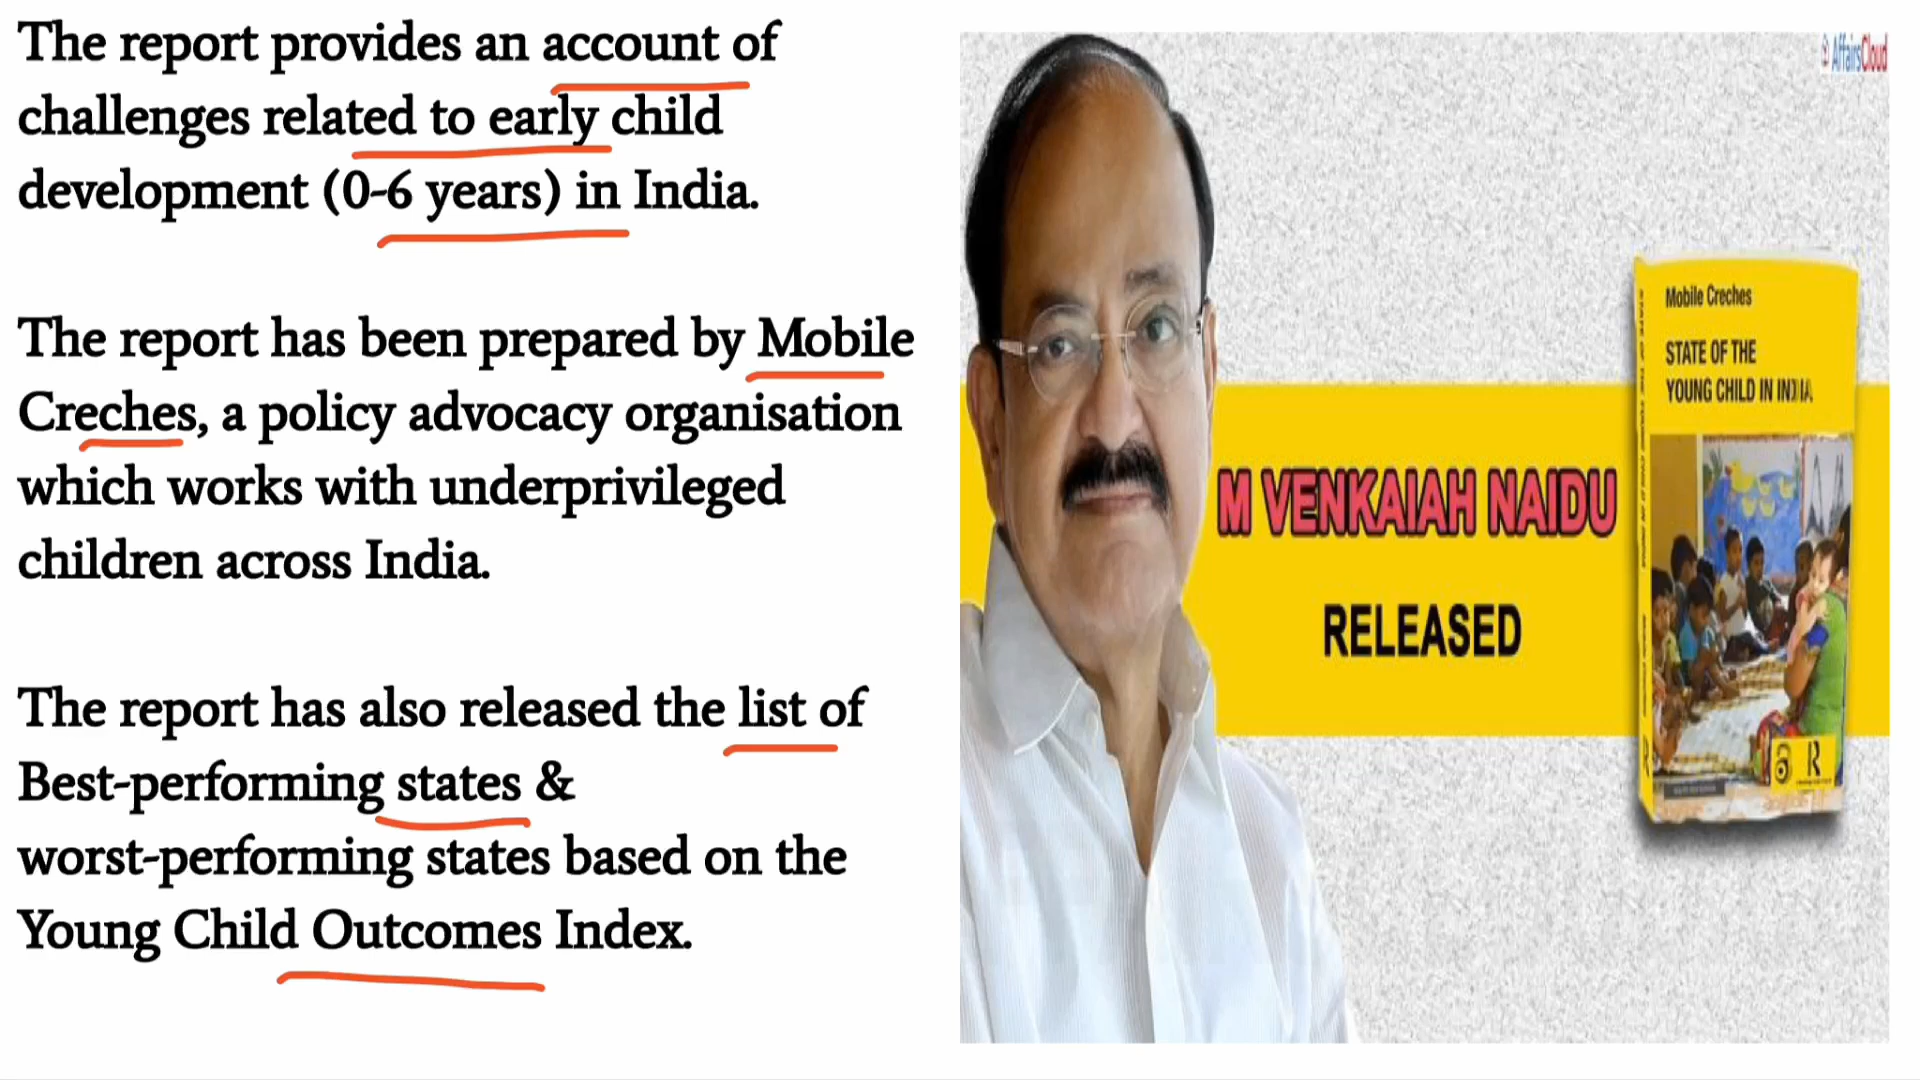 The report provides an account of
challenges related to early child
development (0-6 years) in India.
The report has been prepared by Mobile
Creches, a policy advocacy organisation
which works with underprivileged
children across India.
The report has also released the list of
Best-performing states &
worst-performing states based on the
Young Child Outcomes Index.
AffairsCloud
M VENKAIAH NAIDU
RELEASED
Mobile Creches
STATE OF THE
YOUNG CHILD IN INDIA
R